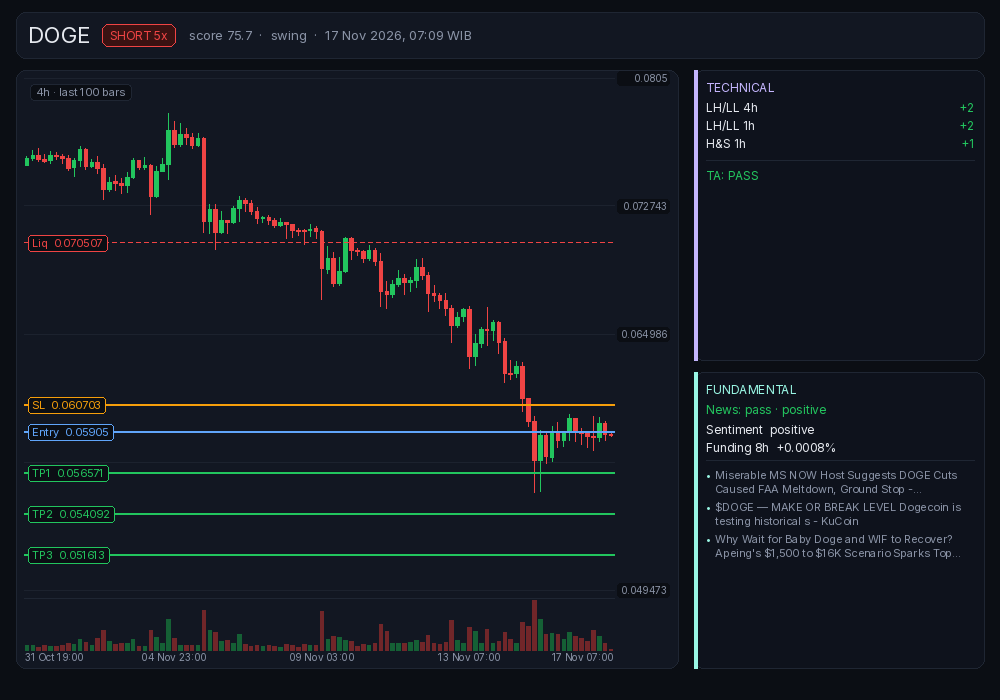 DOGE SHORT 5x score 75.7 · swing · 17 Nov 2026, 07:09 WIB
4h · last 100 bars
0.0805
0.072743
Liq 0.070507
0.064986
SL 0.060703
Entry 0.05905
TP1 0.056571
TP2 0.054092
TP3 0.051613
0.049473
31 Oct 19:00 04 Nov 23:00 09 Nov 03:00 13 Nov 07:00 17 Nov 07:00
TECHNICAL
LH/LL 4h +2
LH/LL 1h +2
H&S 1h +1
TA: PASS
FUNDAMENTAL
News: pass · positive
Sentiment positive
Funding 8h +0.0008%
• Miserable MS NOW Host Suggests DOGE Cuts
Caused FAA Meltdown, Ground Stop -...
• $DOGE — MAKE OR BREAK LEVEL Dogecoin is
testing historical s - KuCoin
• Why Wait for Baby Doge and WIF to Recover?
Apeing's $1,500 to $16K Scenario Sparks Top...